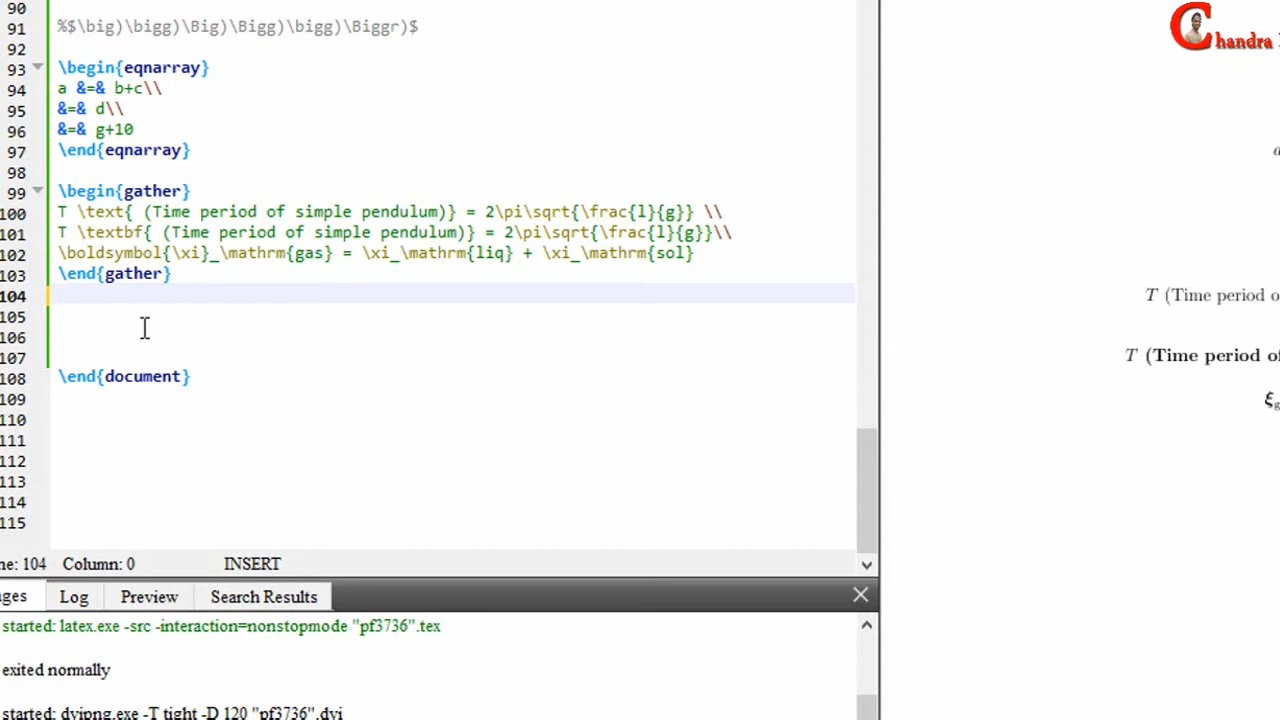 90
91 %$\big)\bigg)\Big)\Bigg)\bigg)\Biggr)$
92
93 \begin{eqnarray}
94 a &=& b+c\\
95 &=& d\\
96 &=& g+10
97 \end{eqnarray}
98
99 \begin{gather}
100 T \text{ (Time period of simple pendulum)} = 2\pi\sqrt{\frac{l}{g}} \\
101 T \textbf{ (Time period of simple pendulum)} = 2\pi\sqrt{\frac{l}{g}}\\
102 \boldsymbol{\xi}_\mathrm{gas} = \xi_\mathrm{liq} + \xi_\mathrm{sol}
103 \end{gather}
104
105
106
107
108 \end{document}
109
110
111
112
113
114
115
ne: 104 Column: 0 INSERT
ges Log Preview Search Results
started: latex.exe -src -interaction=nonstopmode "pf3736".tex
exited normally
started: dvipng.exe -T tight -D 120 "pf3736".dvi
Chandra
a
T (Time period o
T (Time period of
ξg